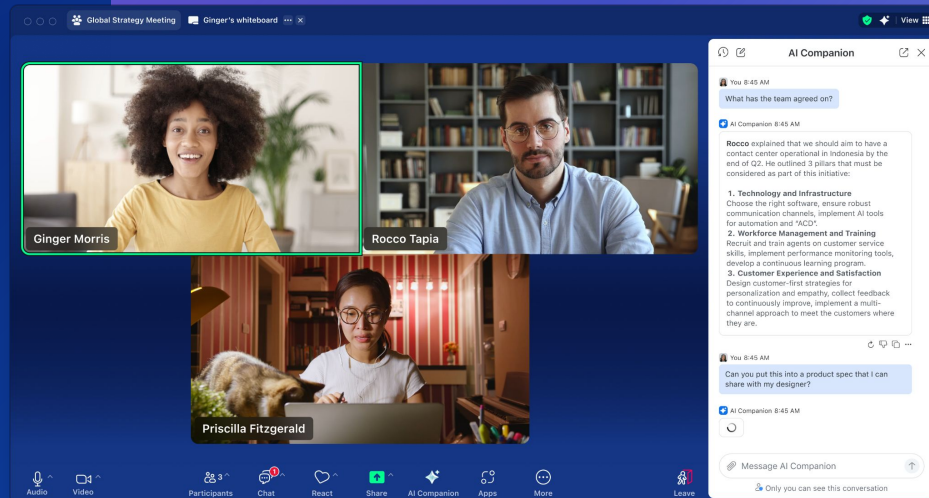 Global Strategy Meeting
Ginger's whiteboard
View
AI Companion
You 8:45 AM
What has the team agreed on?
AI Companion 8:45 AM
Rocco explained that we should aim to have a
contact center operational in Indonesia by the
end of Q2. He outlined 3 pillars that must be
considered as part of this initiative:
1. Technology and Infrastructure
Choose the right software, ensure robust
communication channels, implement AI tools
for automation and "ACD".
2. Workforce Management and Training
Recruit and train agents on customer service
skills, implement performance monitoring tools,
develop a continuous learning program.
3. Customer Experience and Satisfaction
Design customer-first strategies for
personalization and empathy, collect feedback
to continuously improve, implement a multi-
channel approach to meet the customers where
they are.
You 8:45 AM
Can you put this into a product spec that I can
share with my designer?
AI Companion 8:45 AM
Message AI Companion
Only you can see this conversation
Ginger Morris
Rocco Tapia
Priscilla Fitzgerald
Audio
Video
3
Participants
1
Chat
React
Share
AI Companion
Apps
More
Leave